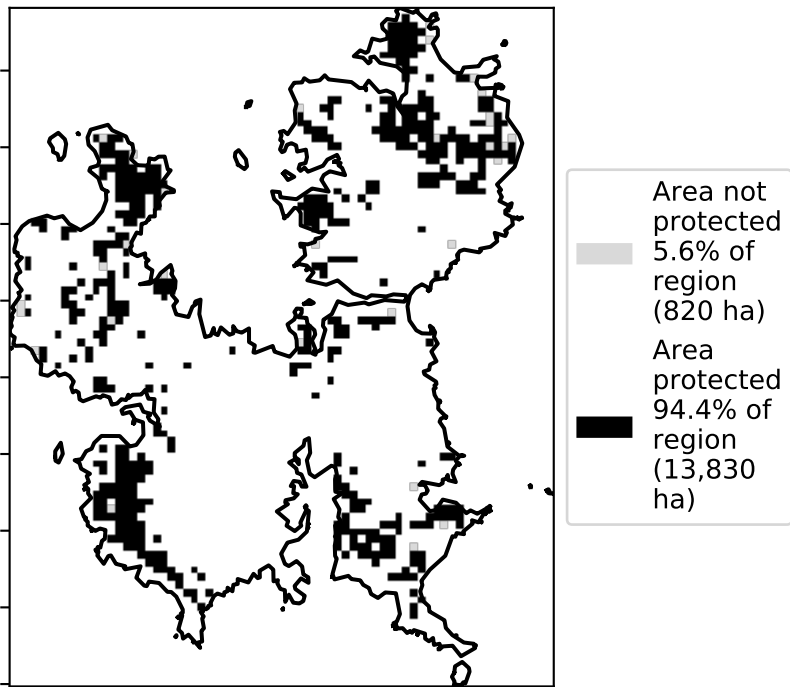 Area not
protected
5.6% of
region
(820 ha)
Area
protected
94.4% of
region
(13,830
ha)